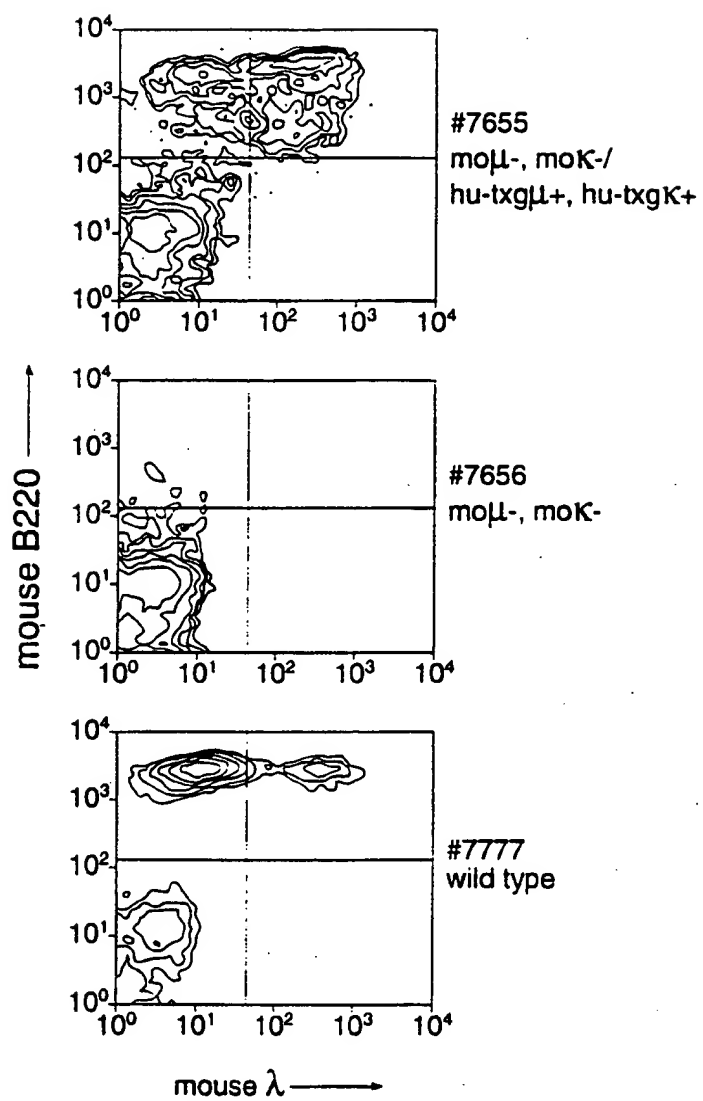 10⁴
10³
10²
10¹
10⁰
10⁰ 10¹ 10² 10³ 10⁴
#7655
moμ-, moκ-/
hu-txgμ+, hu-txgκ+
10⁴
10³
10²
10¹
10⁰
10⁰ 10¹ 10² 10³ 10⁴
#7656
moμ-, moκ-
10⁴
10³
10²
10¹
10⁰
10⁰ 10¹ 10² 10³ 10⁴
#7777
wild type
mouse B220
mouse λ